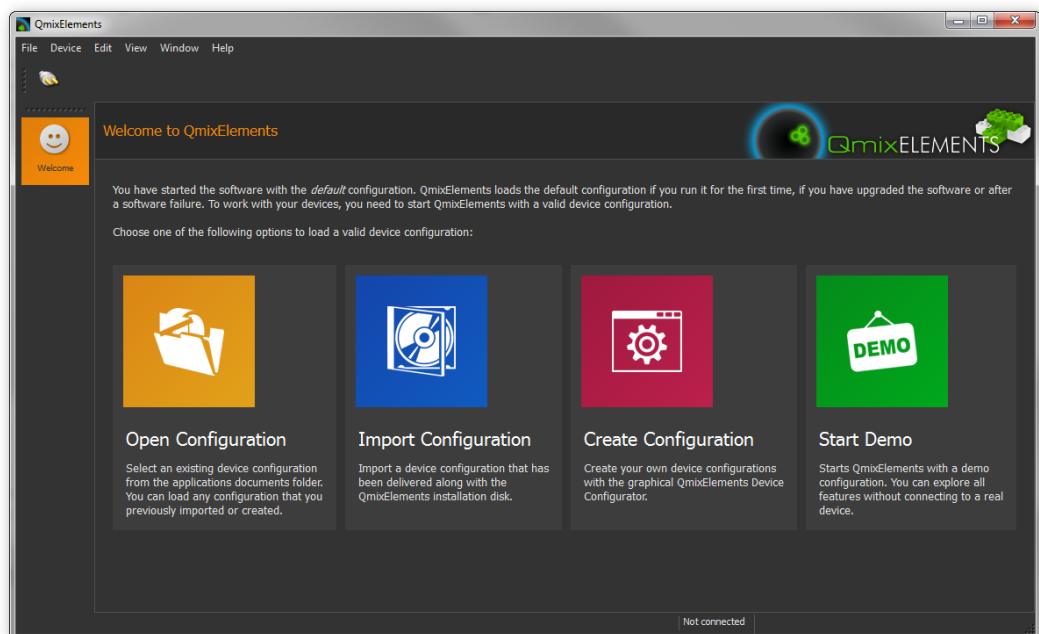 QmixElements
File Device Edit View Window Help
Welcome
Welcome to QmixElements
QmixELEMENTS
You have started the software with the default configuration. QmixElements loads the default configuration if you run it for the first time, if you have upgraded the software or after
a software failure. To work with your devices, you need to start QmixElements with a valid device configuration.
Choose one of the following options to load a valid device configuration:
Open Configuration
Select an existing device configuration
from the applications documents folder.
You can load any configuration that you
previously imported or created.
Import Configuration
Import a device configuration that has
been delivered along with the
QmixElements installation disk.
Create Configuration
Create your own device configurations
with the graphical QmixElements Device
Configurator.
DEMO
Start Demo
Starts QmixElements with a demo
configuration. You can explore all
features without connecting to a real
device.
Not connected